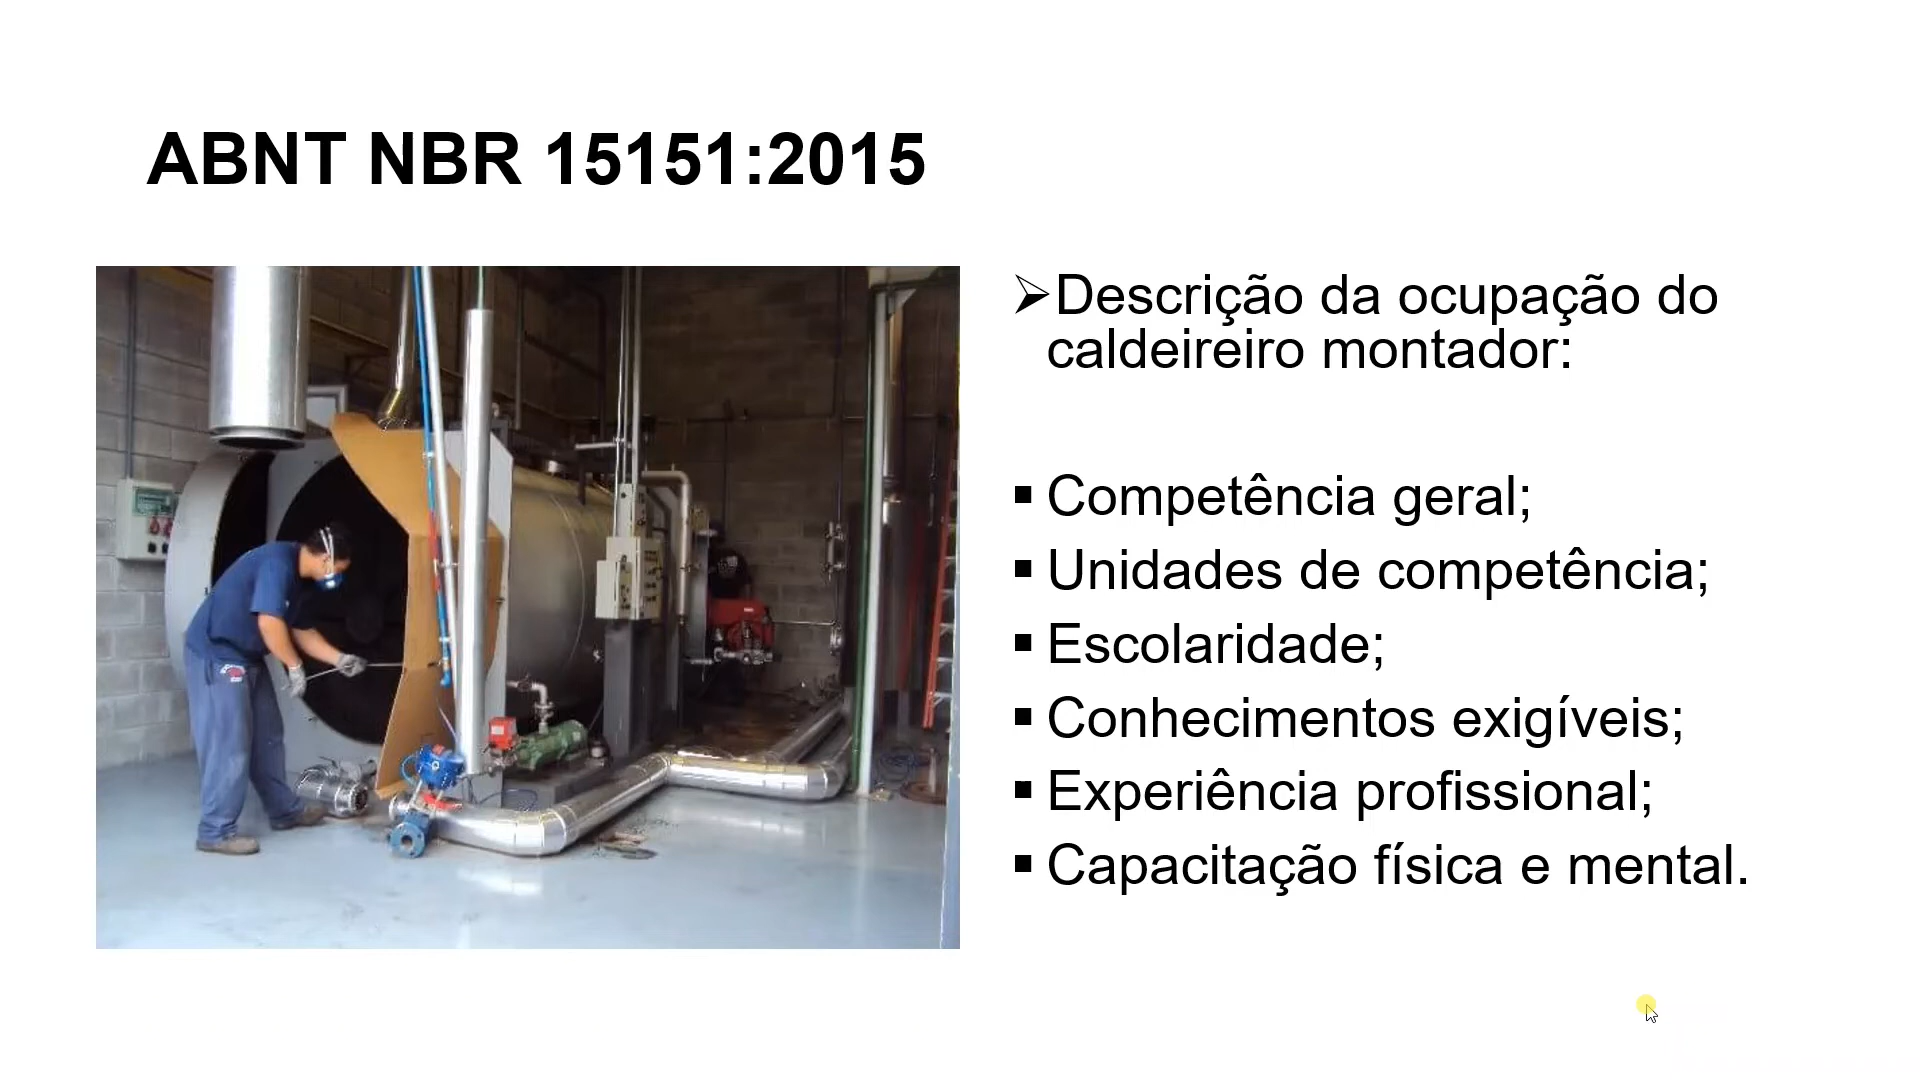 ABNT NBR 15151:2015
➢Descrição da ocupação do
caldeireiro montador:
▪ Competência geral;
▪ Unidades de competência;
▪ Escolaridade;
▪ Conhecimentos exigíveis;
▪ Experiência profissional;
▪ Capacitação física e mental.